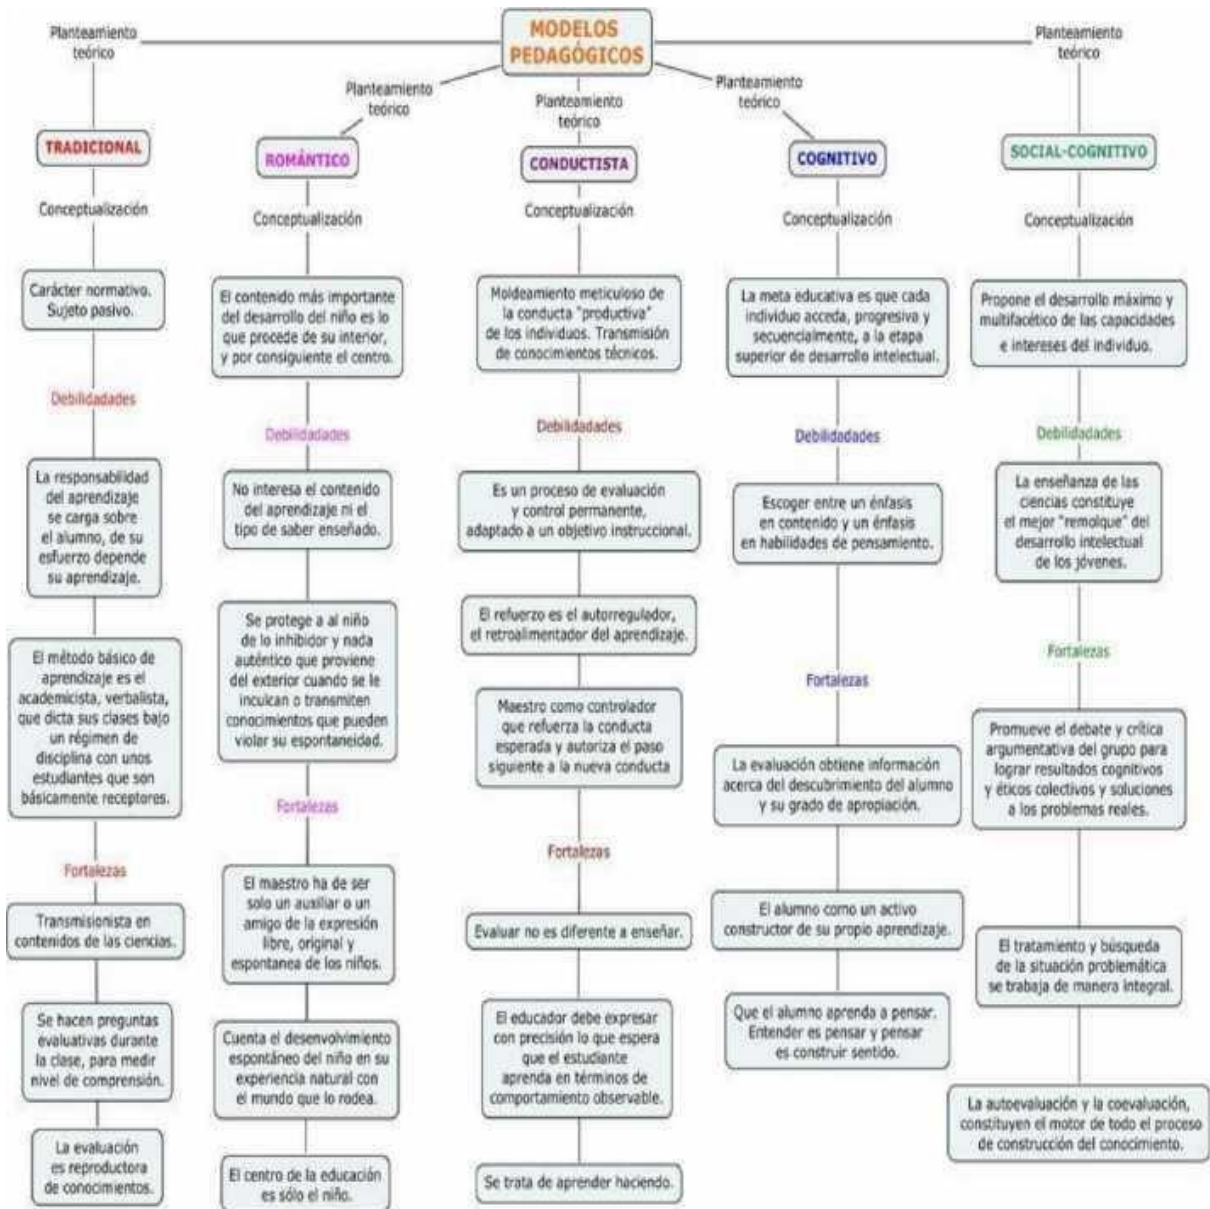 MODELOS
PEDAGÓGICOS
Planteamiento
teórico
TRADICIONAL
Conceptualización
Carácter normativo.
Sujeto pasivo.
Debilidadades
La responsabilidad
del aprendizaje
se carga sobre
el alumno, de su
esfuerzo depende
su aprendizaje.
El método básico de
aprendizaje es el
academicista, verbalista,
que dicta sus clases bajo
un régimen de
disciplina con unos
estudiantes que son
básicamente receptores.
Fortalezas
Transmisionista en
contenidos de las ciencias.
Se hacen preguntas
evaluativas durante
la clase, para medir
nivel de comprensión.
La evaluación
es reproductora
de conocimientos.
Planteamiento
teórico
ROMÁNTICO
Conceptualización
El contenido más importante
del desarrollo del niño es lo
que procede de su interior,
y por consiguiente el centro.
Debilidadades
No interesa el contenido
del aprendizaje ni el
tipo de saber enseñado.
Se protege a al niño
de lo inhibidor y nada
auténtico que proviene
del exterior cuando se le
inculcan o transmiten
conocimientos que pueden
violar su espontaneidad.
Fortalezas
El maestro ha de ser
solo un auxiliar o un
amigo de la expresión
libre, original y
espontanea de los niños.
Cuenta el desenvolvimiento
espontáneo del niño en su
experiencia natural con
el mundo que lo rodea.
El centro de la educación
es sólo el niño.
Planteamiento
teórico
CONDUCTISTA
Conceptualización
Moldeamiento meticuloso de
la conducta "productiva"
de los individuos. Transmisión
de conocimientos técnicos.
Debilidadades
Es un proceso de evaluación
y control permanente,
adaptado a un objetivo instruccional.
El refuerzo es el autorregulador,
el retroalimentador del aprendizaje.
Maestro como controlador
que refuerza la conducta
esperada y autoriza el paso
siguiente a la nueva conducta
Fortalezas
Evaluar no es diferente a enseñar.
El educador debe expresar
con precisión lo que espera
que el estudiante
aprenda en términos de
comportamiento observable.
Se trata de aprender haciendo.
Planteamiento
teórico
COGNITIVO
Conceptualización
La meta educativa es que cada
individuo acceda, progresiva y
secuencialmente, a la etapa
superior de desarrollo intelectual.
Debilidadades
Escoger entre un énfasis
en contenido y un énfasis
en habilidades de pensamiento.
Fortalezas
La evaluación obtiene información
acerca del descubrimiento del alumno
y su grado de apropiación.
El alumno como un activo
constructor de su propio aprendizaje.
Que el alumno aprenda a pensar.
Entender es pensar y pensar
es construir sentido.
Planteamiento
teórico
SOCIAL-COGNITIVO
Conceptualización
Propone el desarrollo máximo y
multifacético de las capacidades
e intereses del individuo.
Debilidadades
La enseñanza de las
ciencias constituye
el mejor "remolque" del
desarrollo intelectual
de los jóvenes.
Fortalezas
Promueve el debate y crítica
argumentativa del grupo para
lograr resultados cognitivos
y éticos colectivos y soluciones
a los problemas reales.
El tratamiento y búsqueda
de la situación problemática
se trabaja de manera integral.
La autoevaluación y la coevaluación,
constituyen el motor de todo el proceso
de construcción del conocimiento.